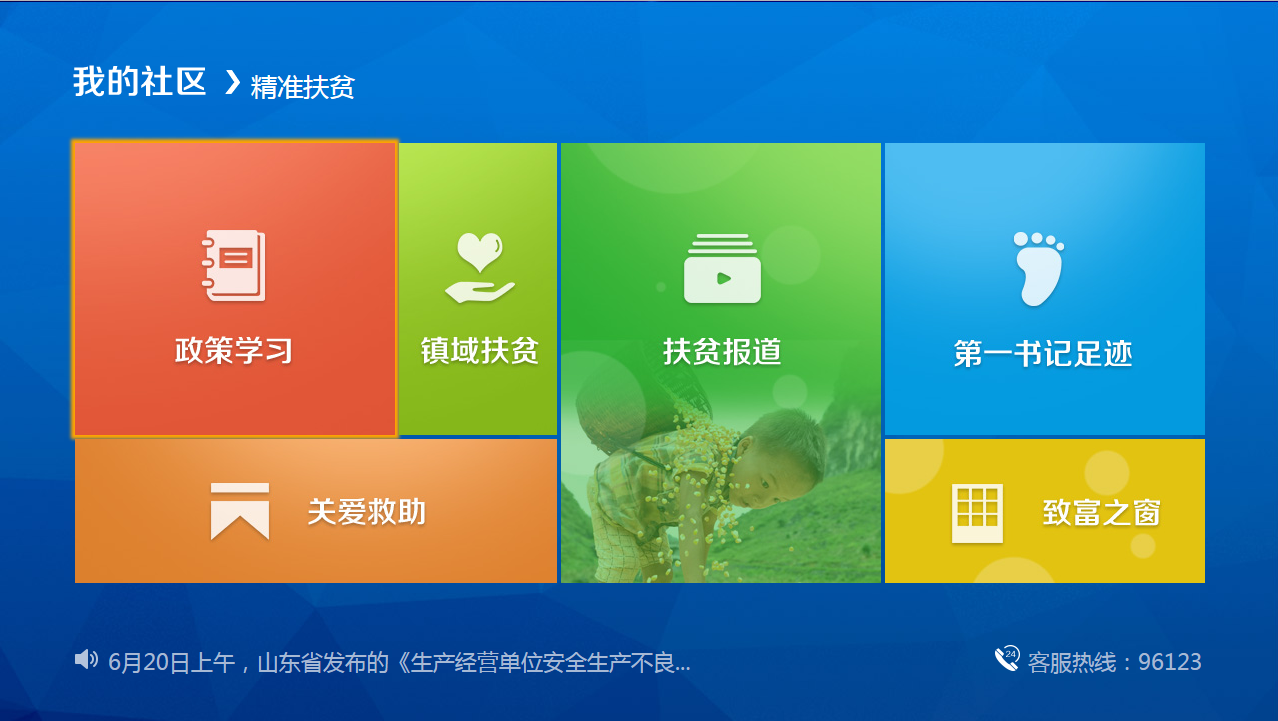 我的社区 ❯ 精准扶贫
政策学习
镇域扶贫
扶贫报道
第一书记足迹
关爱救助
致富之窗
6月20日上午，山东省发布的《生产经营单位安全生产不良...
24
客服热线：96123